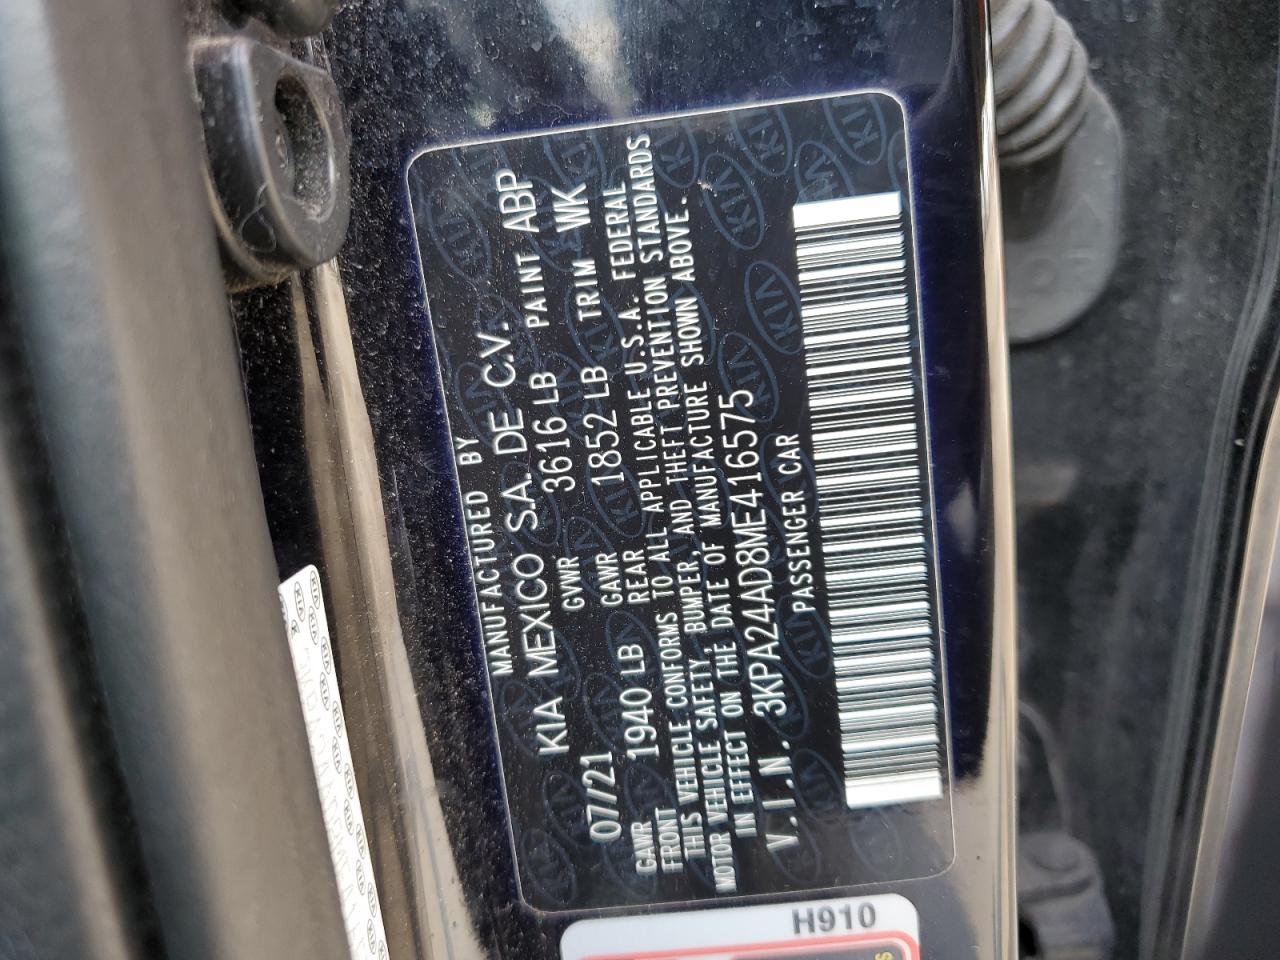 MANUFACTURED BY
KIA MEXICO S.A. DE C.V.
07/21 GVWR 3616 LB PAINT ABP
GAWR FRONT 1940 LB GAWR REAR 1852 LB TRIM WK
THIS VEHICLE CONFORMS TO ALL APPLICABLE U.S.A. FEDERAL
MOTOR VEHICLE SAFETY, BUMPER, AND THEFT PREVENTION STANDARDS
IN EFFECT ON THE DATE OF MANUFACTURE SHOWN ABOVE.
V.I.N. 3KPA24AD8ME416575
PASSENGER CAR
H910